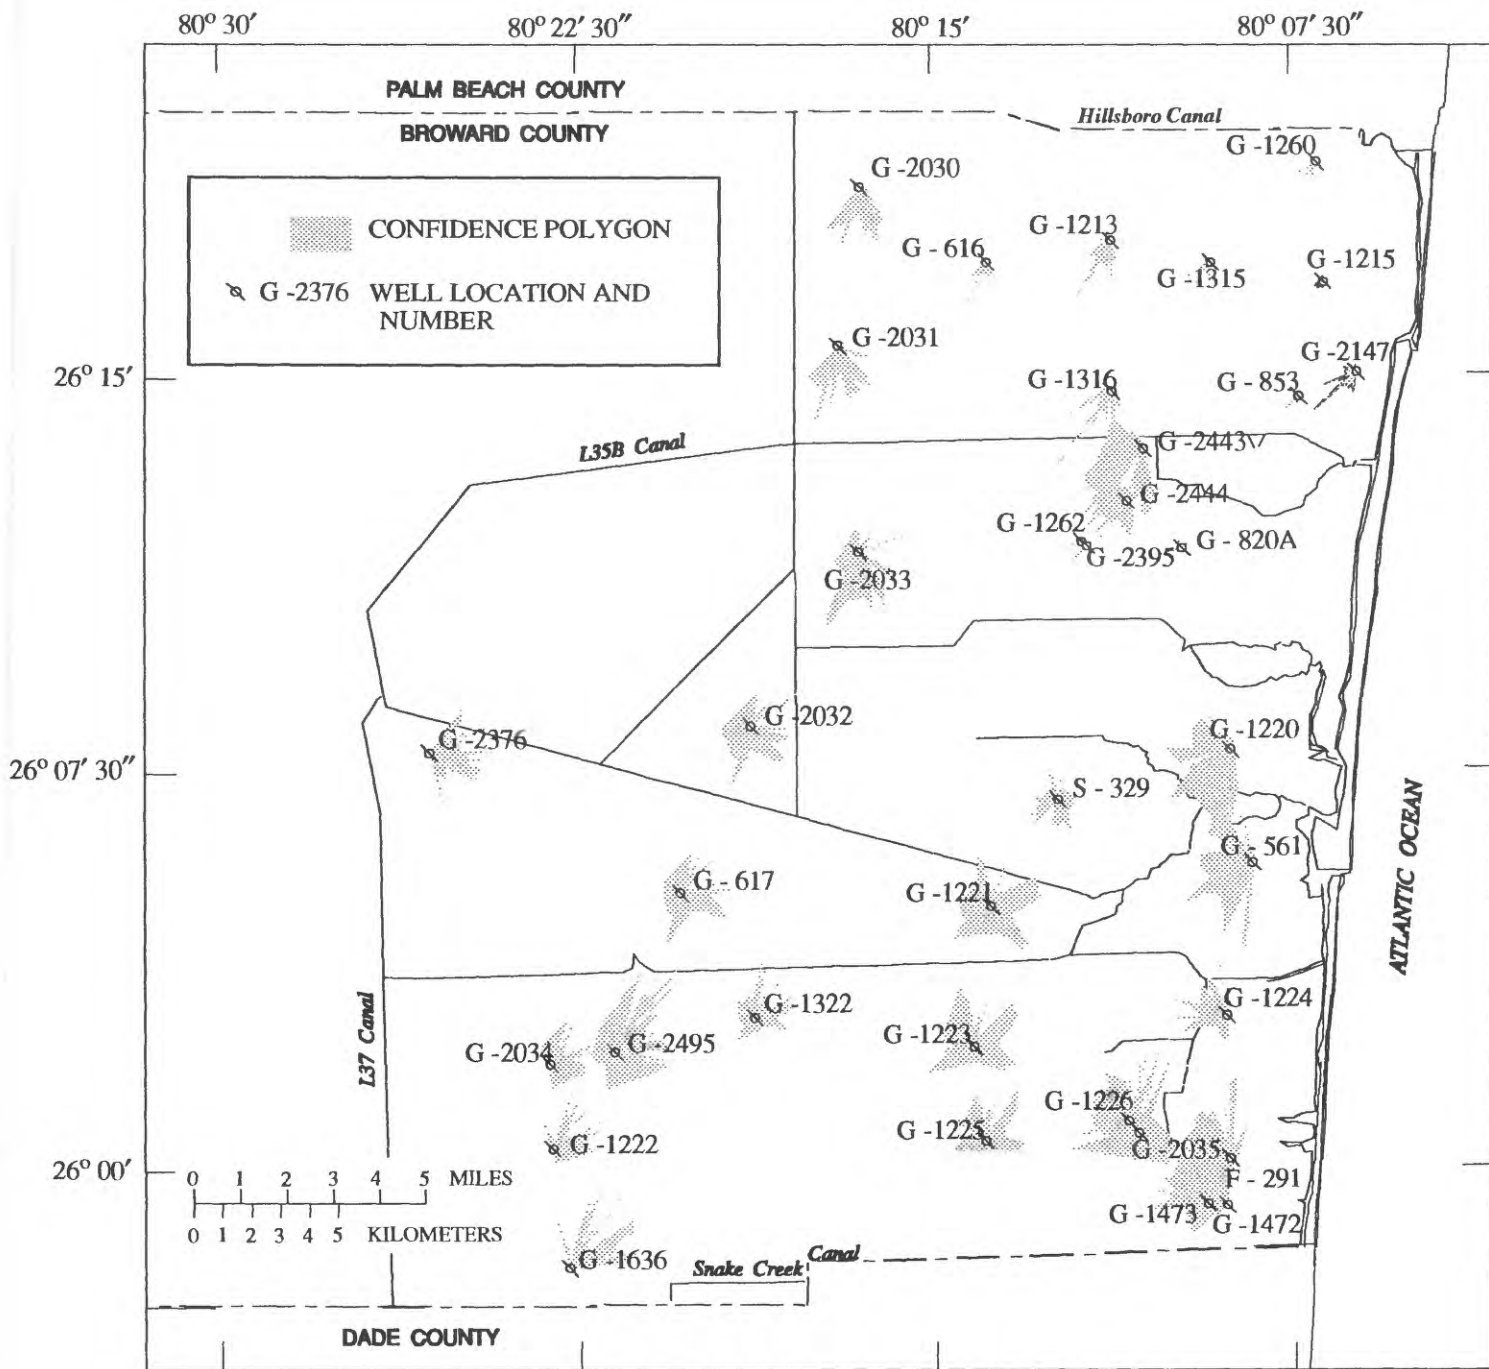 80° 30′ 80° 22′ 30″ 80° 15′ 80° 07′ 30″
PALM BEACH COUNTY
BROWARD COUNTY
Hillsboro Canal
CONFIDENCE POLYGON
G -2376 WELL LOCATION AND
NUMBER
G -1260
G -2030
G -1213
G - 616
G -1315
G -1215
G -2031
G -2147
26° 15′
G -1316
G - 853
L35B Canal
G -2443
G -2444
G -1262
G -2395
G - 820A
G -2033
G -2032
G -1220
G -2376
26° 07′ 30″
S - 329
G - 561
G - 617
G -1221
ATLANTIC OCEAN
L37 Canal
G -1322
G -1224
G -2034
G -2495
G -1223
G -1226
G -1222
G -1225
G -2035
26° 00′
F - 291
0 1 2 3 4 5 MILES
0 1 2 3 4 5 KILOMETERS
G -1473
G -1472
G -1636
Snake Creek Canal
DADE COUNTY